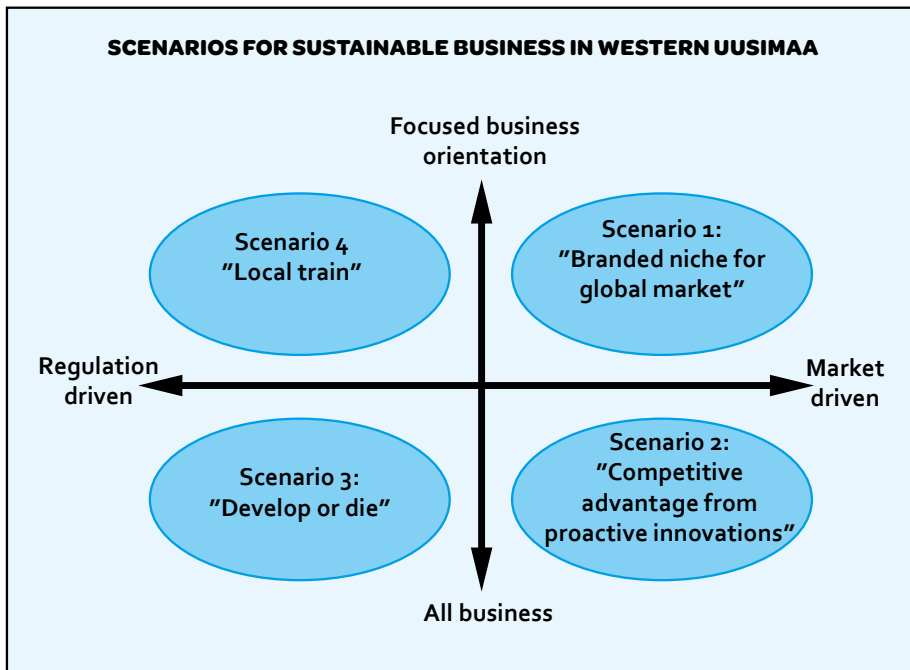 SCENARIOS FOR SUSTAINABLE BUSINESS IN WESTERN UUSIMAA
Focused business
orientation
Scenario 4
”Local train”
Scenario 1:
”Branded niche for
global market”
Regulation
driven
Market
driven
Scenario 3:
”Develop or die”
Scenario 2:
”Competitive
advantage from
proactive innovations”
All business